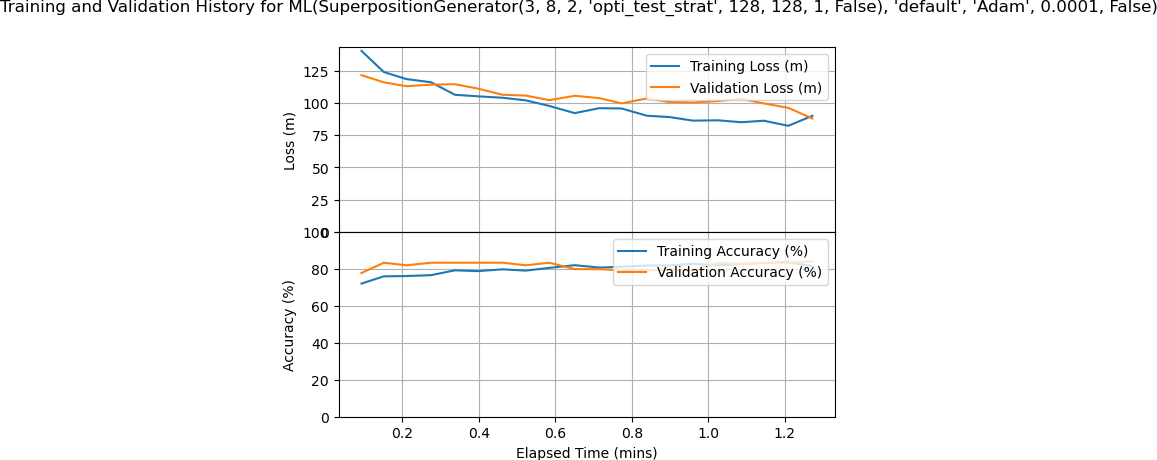 Training and Validation History for ML(SuperpositionGenerator(3, 8, 2, 'opti_test_strat', 128, 128, 1, False), 'default', 'Adam', 0.0001, False)
Training Loss (m)
Validation Loss (m)
125
100
75
50
25
0
Loss (m)
Training Accuracy (%)
Validation Accuracy (%)
100
80
60
40
20
0
Accuracy (%)
0.2 0.4 0.6 0.8 1.0 1.2
Elapsed Time (mins)